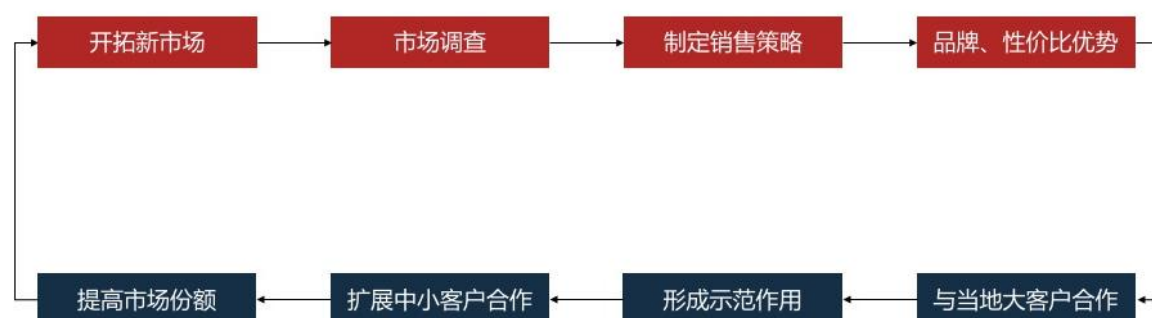 开拓新市场
市场调查
制定销售策略
品牌、性价比优势
提高市场份额
扩展中小客户合作
形成示范作用
与当地大客户合作